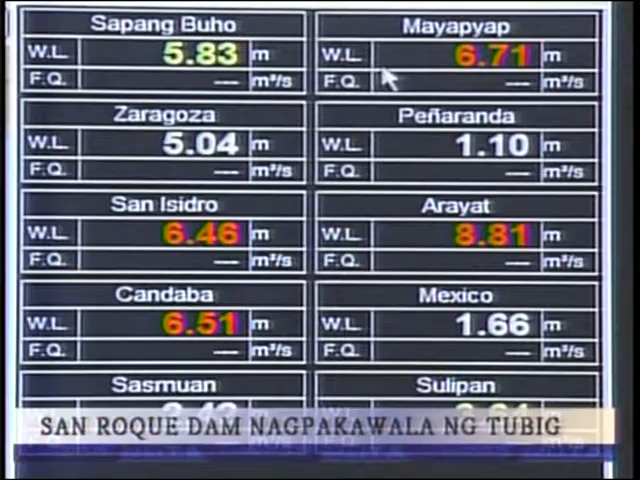 Sapang Buho
W.L. 5.83 m
F.Q. --- m³/s
Mayapyap
W.L. 6.71 m
F.Q. --- m³/s
Zaragoza
W.L. 5.04 m
F.Q. --- m³/s
Peñaranda
W.L. 1.10 m
F.Q. --- m³/s
San Isidro
W.L. 6.46 m
F.Q. --- m³/s
Arayat
W.L. 8.81 m
F.Q. --- m³/s
Candaba
W.L. 6.51 m
F.Q. --- m³/s
Mexico
W.L. 1.66 m
F.Q. --- m³/s
Sasmuan
Sulipan
SAN ROQUE DAM NAGPAKAWALA NG TUBIG